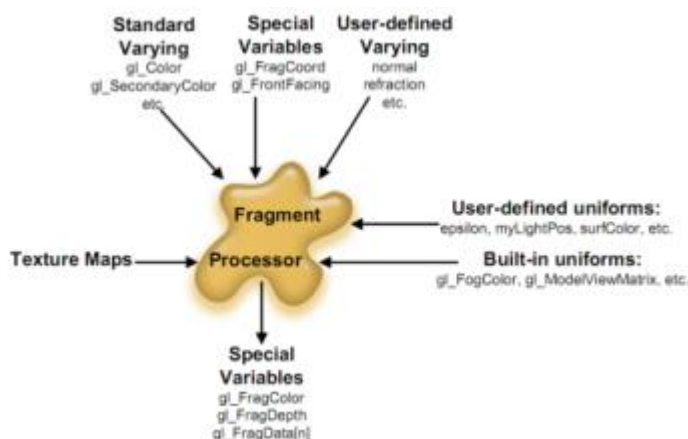 Standard
Varying
gl_Color
gl_SecondaryColor
etc.
Special
Variables
gl_FragCoord
gl_FrontFacing
User-defined
Varying
normal
refraction
etc.
Fragment
Processor
User-defined uniforms:
epsilon, myLightPos, surfColor, etc.
Texture Maps
Built-in uniforms:
gl_FogColor, gl_ModelViewMatrix, etc.
Special
Variables
gl_FragColor
gl_FragDepth
gl_FragData[n]